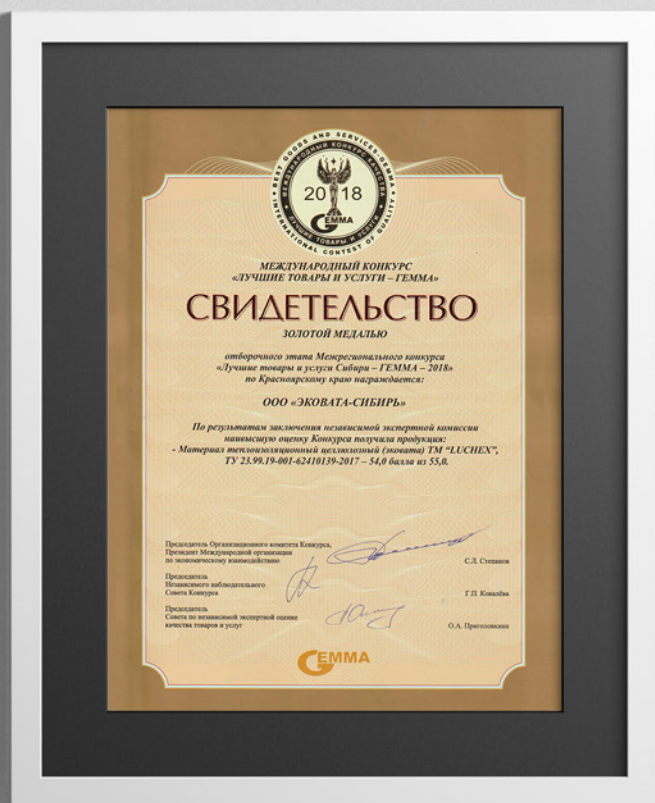 BEST GOODS AND SERVICES-GEMMA
INTERNATIONAL CONTEST OF QUALITY
МЕЖДУНАРОДНЫЙ КОНКУРС КАЧЕСТВА
ЛУЧШИЕ ТОВАРЫ И УСЛУГИ
2018
GEMMA
МЕЖДУНАРОДНЫЙ КОНКУРС
«ЛУЧШИЕ ТОВАРЫ И УСЛУГИ – ГЕММА»
СВИДЕТЕЛЬСТВО
ЗОЛОТОЙ МЕДАЛЬЮ
отборочного этапа Межрегионального конкурса
«Лучшие товары и услуги Сибири – ГЕММА – 2018»
по Красноярскому краю награждается:
ООО «ЭКОВАТА-СИБИРЬ»
По результатам заключения независимой экспертной комиссии
наивысшую оценку Конкурса получила продукция:
- Материал теплоизоляционный целлюлозный (эковата) ТМ “LUCHEX”,
ТУ 23.99.19-001-62410139-2017 – 54,0 балла из 55,0.
Председатель Организационного комитета Конкурса,
Президент Международной организации
по экономическому взаимодействию
С.Л. Степанов
Председатель
Независимого наблюдательного
Совета Конкурса
Г.П. Ковалёва
Председатель
Совета по независимой экспертной оценке
качества товаров и услуг
О.А. Приголовкина
GEMMA